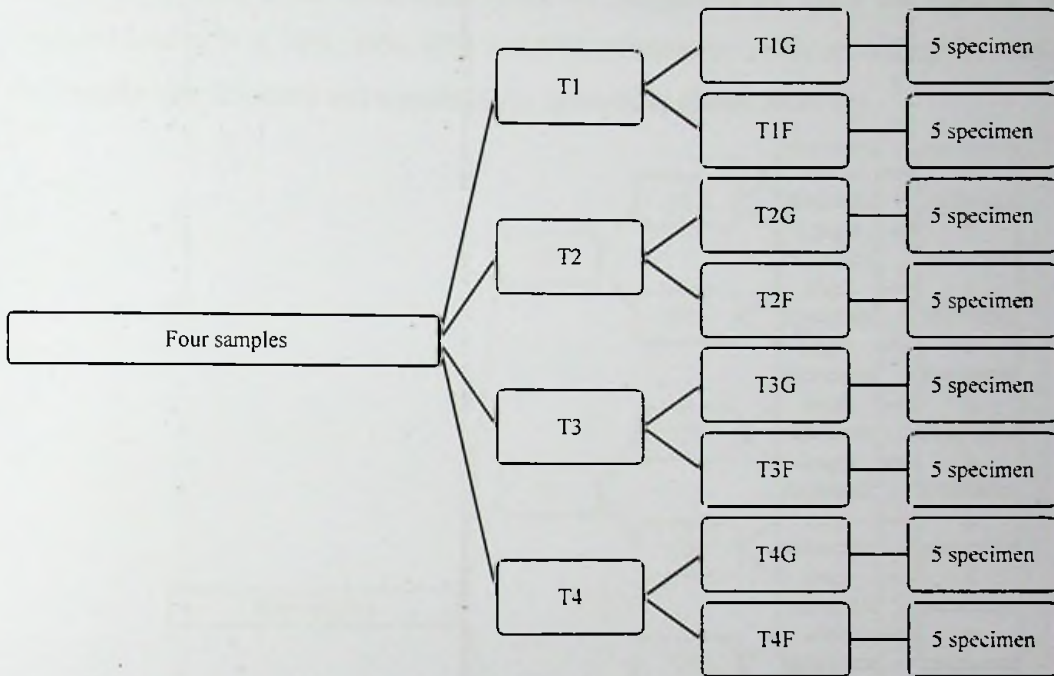 Four samples
T1
T1G
5 specimen
T1F
5 specimen
T2
T2G
5 specimen
T2F
5 specimen
T3
T3G
5 specimen
T3F
5 specimen
T4
T4G
5 specimen
T4F
5 specimen